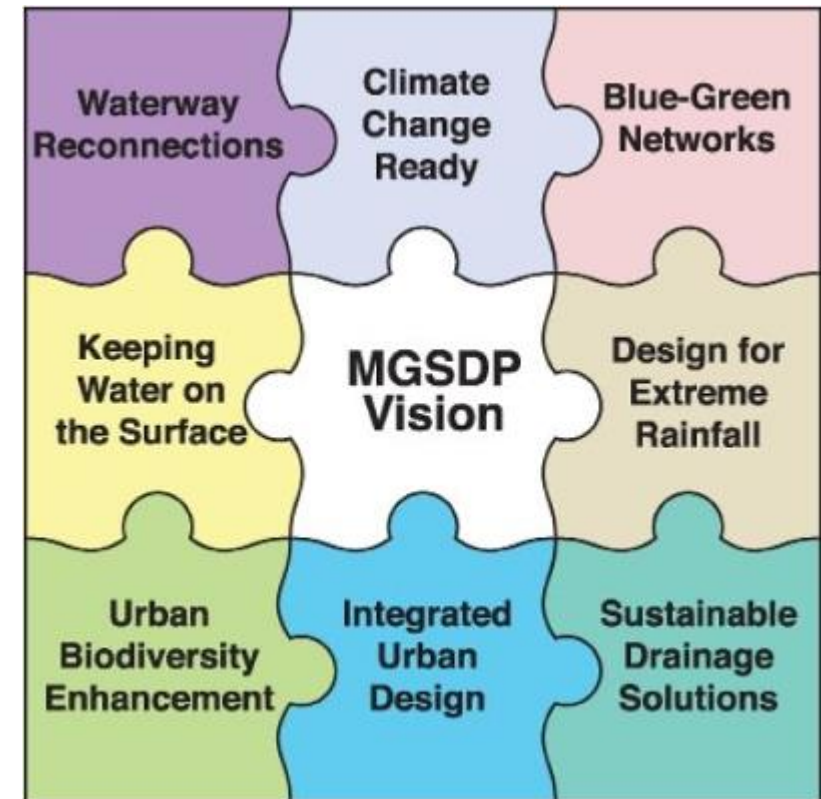 Waterway
Reconnections
Climate
Change
Ready
Blue-Green
Networks
Keeping
Water on
the Surface
MGSDP
Vision
Design for
Extreme
Rainfall
Urban
Biodiversity
Enhancement
Integrated
Urban
Design
Sustainable
Drainage
Solutions